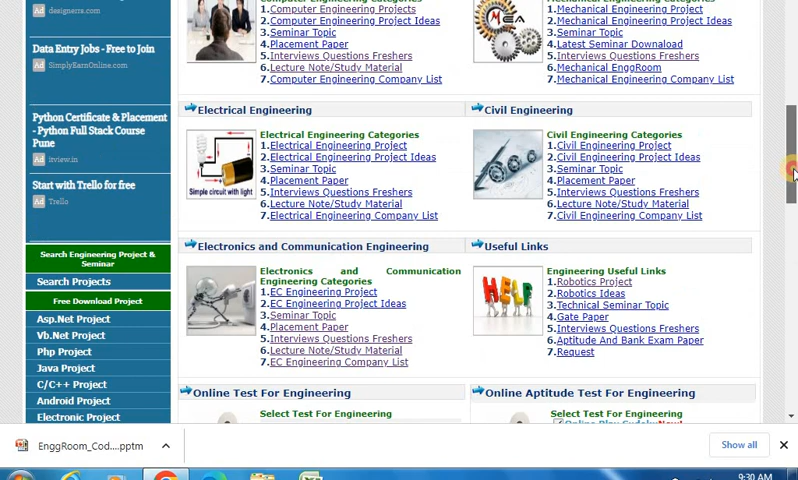 designerrs.com
Ad
Data Entry Jobs - Free to Join
Ad SimplyEarnOnline.com
Python Certificate & Placement
- Python Full Stack Course
Pune
Ad itview.in
Start with Trello for free
Ad Trello
Search Engineering Project &
Seminar
Search Projects
Free Download Project
Asp.Net Project
Vb.Net Project
Php Project
Java Project
C/C++ Project
Android Project
Electronic Project
1.Computer Engineering Projects
2.Computer Engineering Project Ideas
3.Seminar Topic
4.Placement Paper
5.Interviews Questions Freshers
6.Lecture Note/Study Material
7.Computer Engineering Company List
MEA
1.Mechanical Engineering Project
2.Mechanical Engineering Project Ideas
3.Seminar Topic
4.Latest Seminar Downaload
5.Interviews Questions Freshers
6.Mechanical EnggRoom
7.Mechanical Engineering Company List
Electrical Engineering
Simple circuit with light
Electrical Engineering Categories
1.Electrical Engineering Project
2.Electrical Engineering Project Ideas
3.Seminar Topic
4.Placement Paper
5.Interviews Questions Freshers
6.Lecture Note/Study Material
7.Electrical Engineering Company List
Civil Engineering
Civil Engineering Categories
1.Civil Engineering Project
2.Civil Engineering Project Ideas
3.Seminar Topic
4.Placement Paper
5.Interviews Questions Freshers
6.Lecture Note/Study Material
7.Civil Engineering Company List
Electronics and Communication Engineering
Electronics and Communication
Engineering Categories
1.EC Engineering Project
2.EC Engineering Project Ideas
3.Seminar Topic
4.Placement Paper
5.Interviews Questions Freshers
6.Lecture Note/Study Material
7.EC Engineering Company List
Useful Links
HELP
Engineering Useful Links
1.Robotics Project
2.Robotics Ideas
3.Technical Seminar Topic
4.Gate Paper
5.Interviews Questions Freshers
6.Aptitude And Bank Exam Paper
7.Request
Online Test For Engineering
Select Test For Engineering
Online Aptitude Test For Engineering
Select Test For Engineering
Online Play Sudoku New!
EnggRoom_Cod....pptm
Show all
9:30 AM